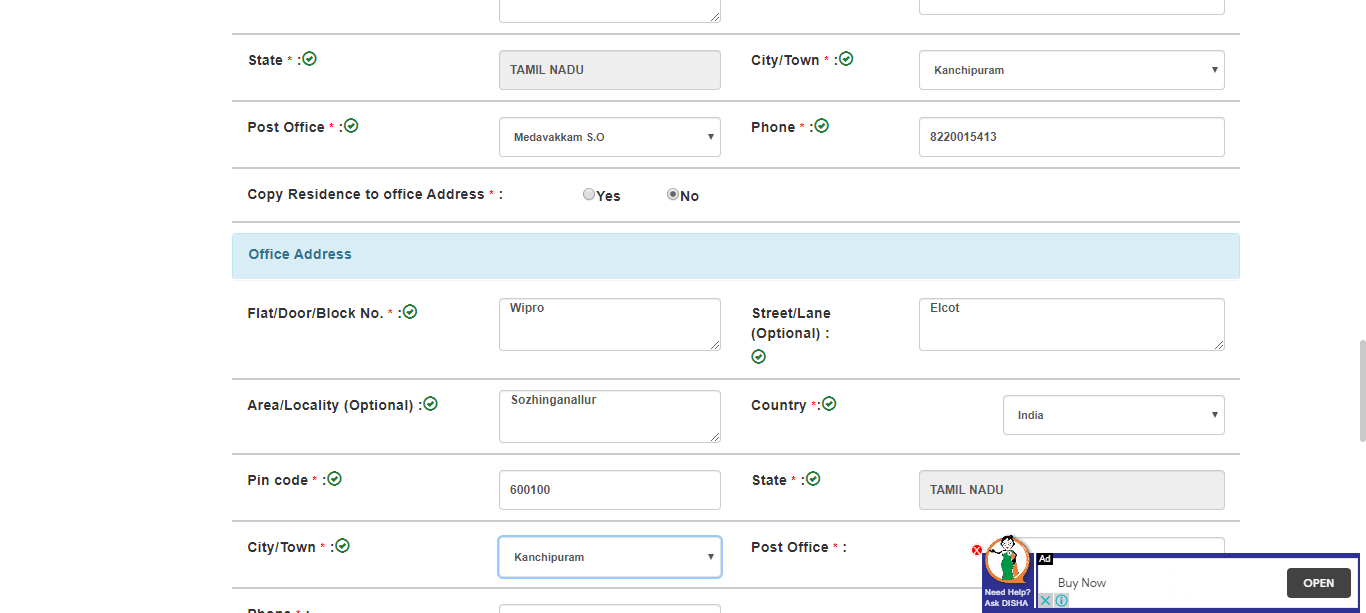 State * :
TAMIL NADU
City/Town * :
Kanchipuram
Post Office * :
Medavakkam S.O
Phone * :
8220015413
Copy Residence to office Address * :
Yes
No
Office Address
Flat/Door/Block No. * :
Wipro
Street/Lane
(Optional) :
Elcot
Area/Locality (Optional) :
Sozhinganallur
Country *:
India
Pin code * :
600100
State * :
TAMIL NADU
City/Town * :
Kanchipuram
Post Office * :
Phone * :
Need Help?
Ask DISHA
Ad
Buy Now
OPEN